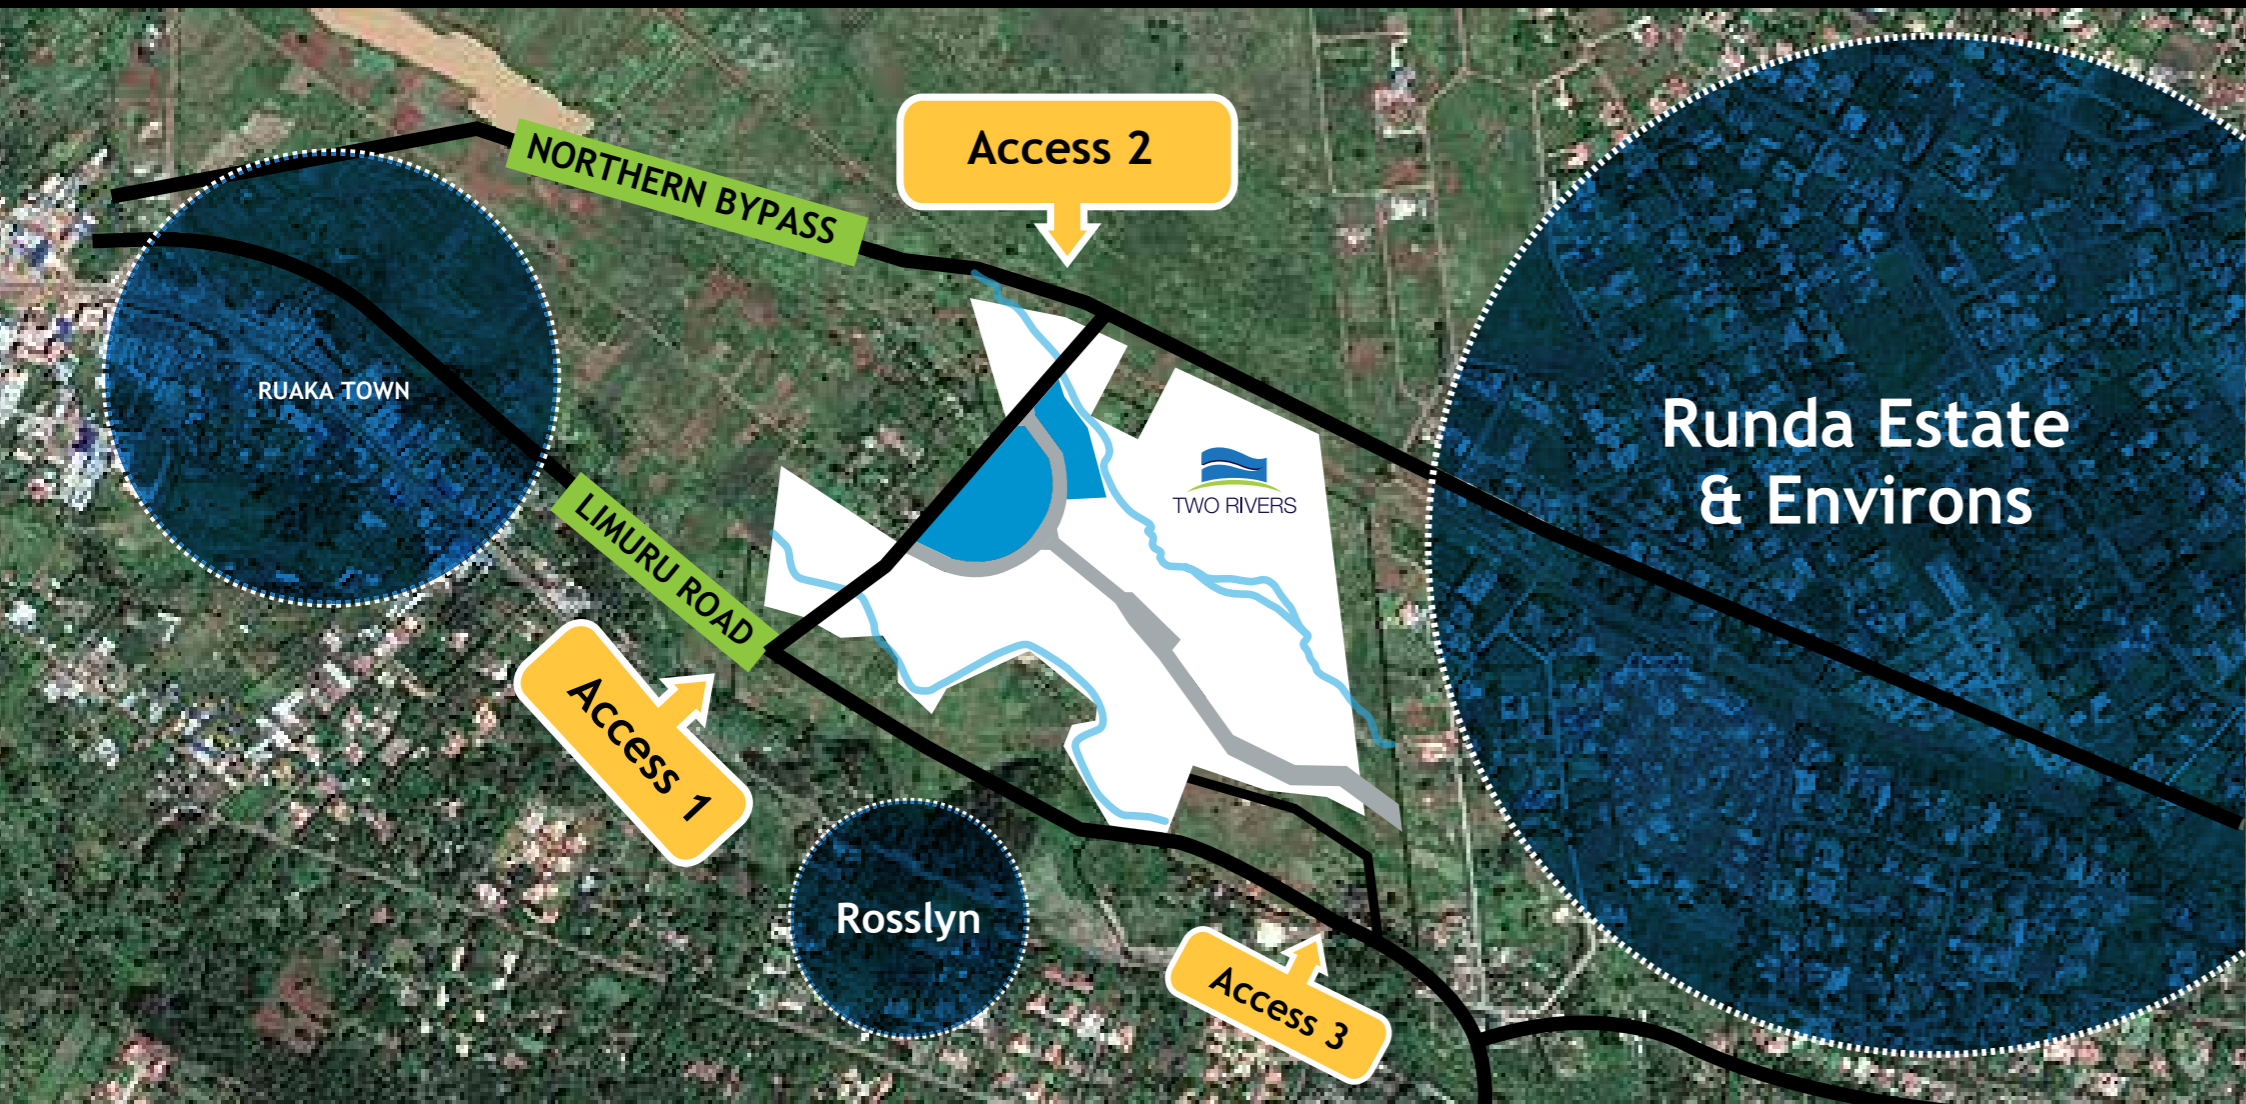 Access 2
NORTHERN BYPASS
RUAKA TOWN
Runda Estate
& Environs
TWO RIVERS
LIMURU ROAD
Access 1
Rosslyn
Access 3